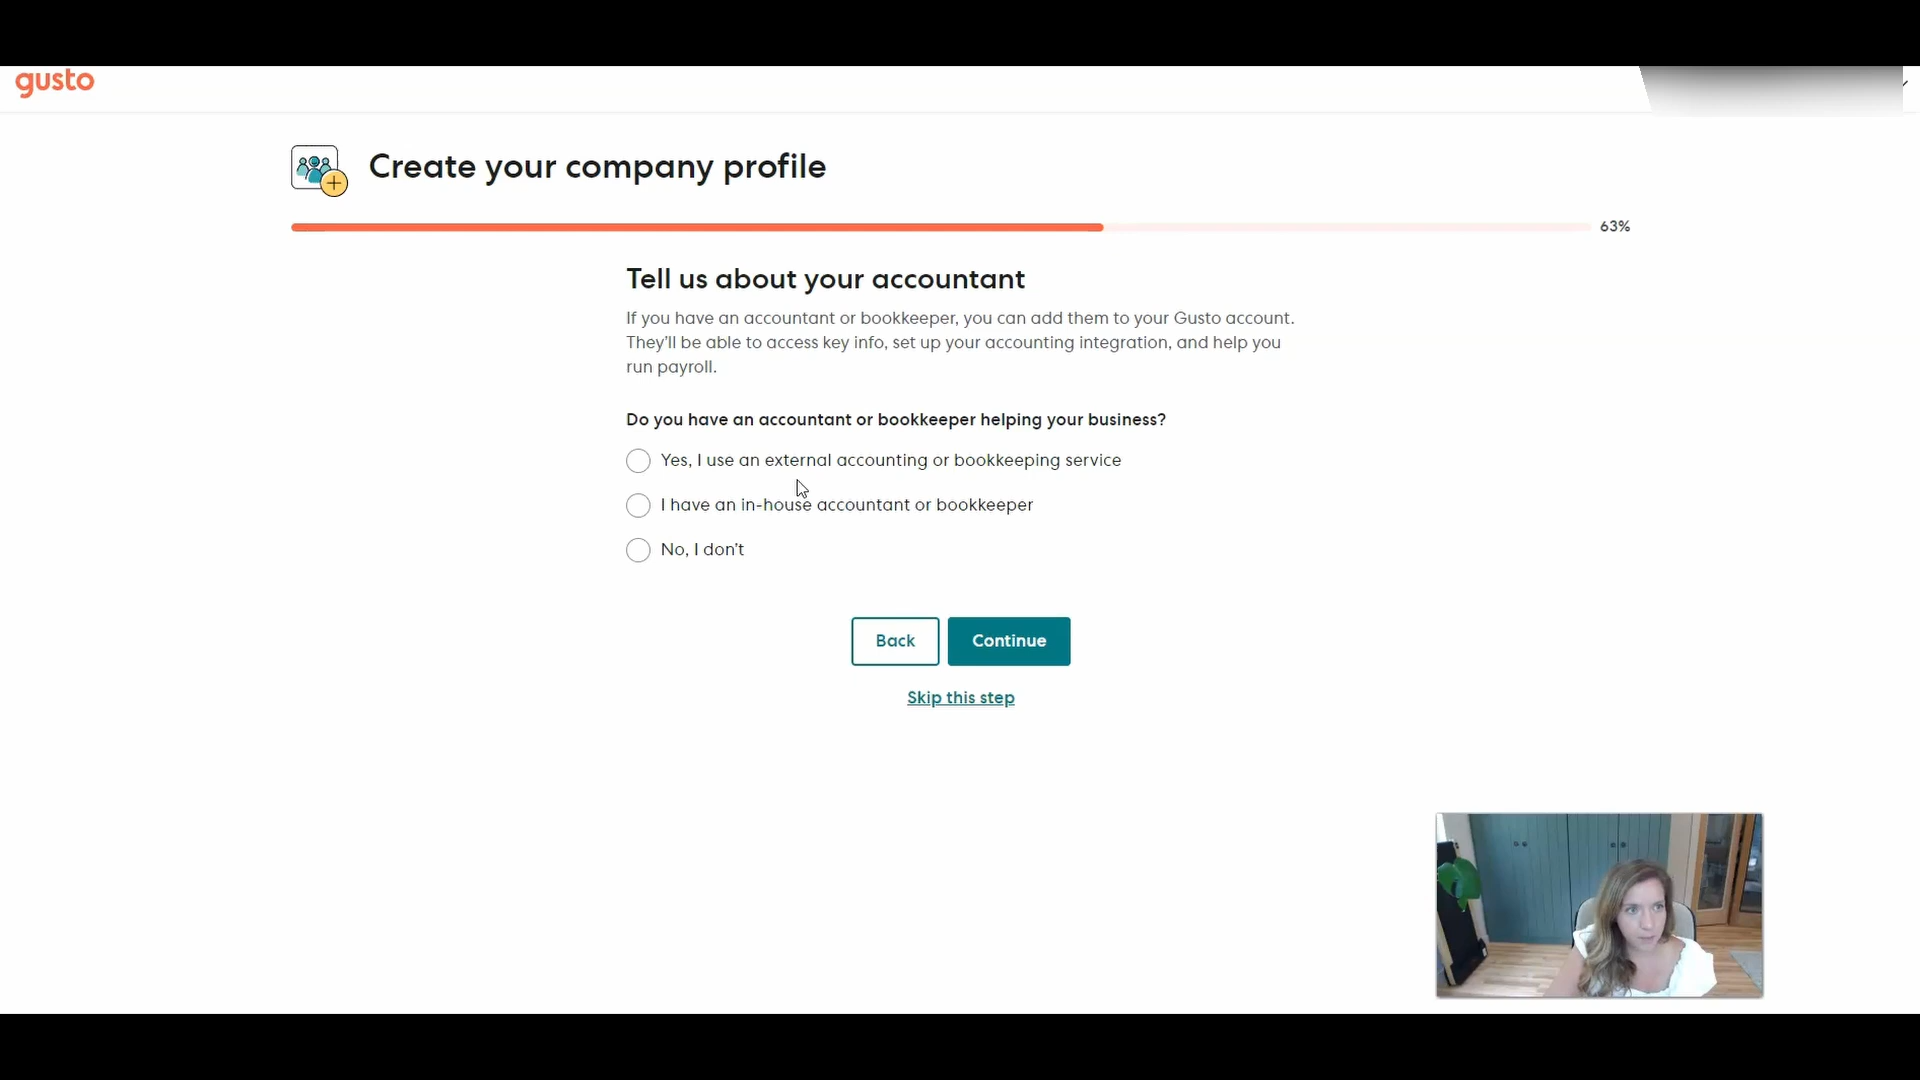 gusto
Create your company profile
63%
Tell us about your accountant
If you have an accountant or bookkeeper, you can add them to your Gusto account.
They'll be able to access key info, set up your accounting integration, and help you
run payroll.
Do you have an accountant or bookkeeper helping your business?
Yes, I use an external accounting or bookkeeping service
I have an in-house accountant or bookkeeper
No, I don't
Back
Continue
Skip this step